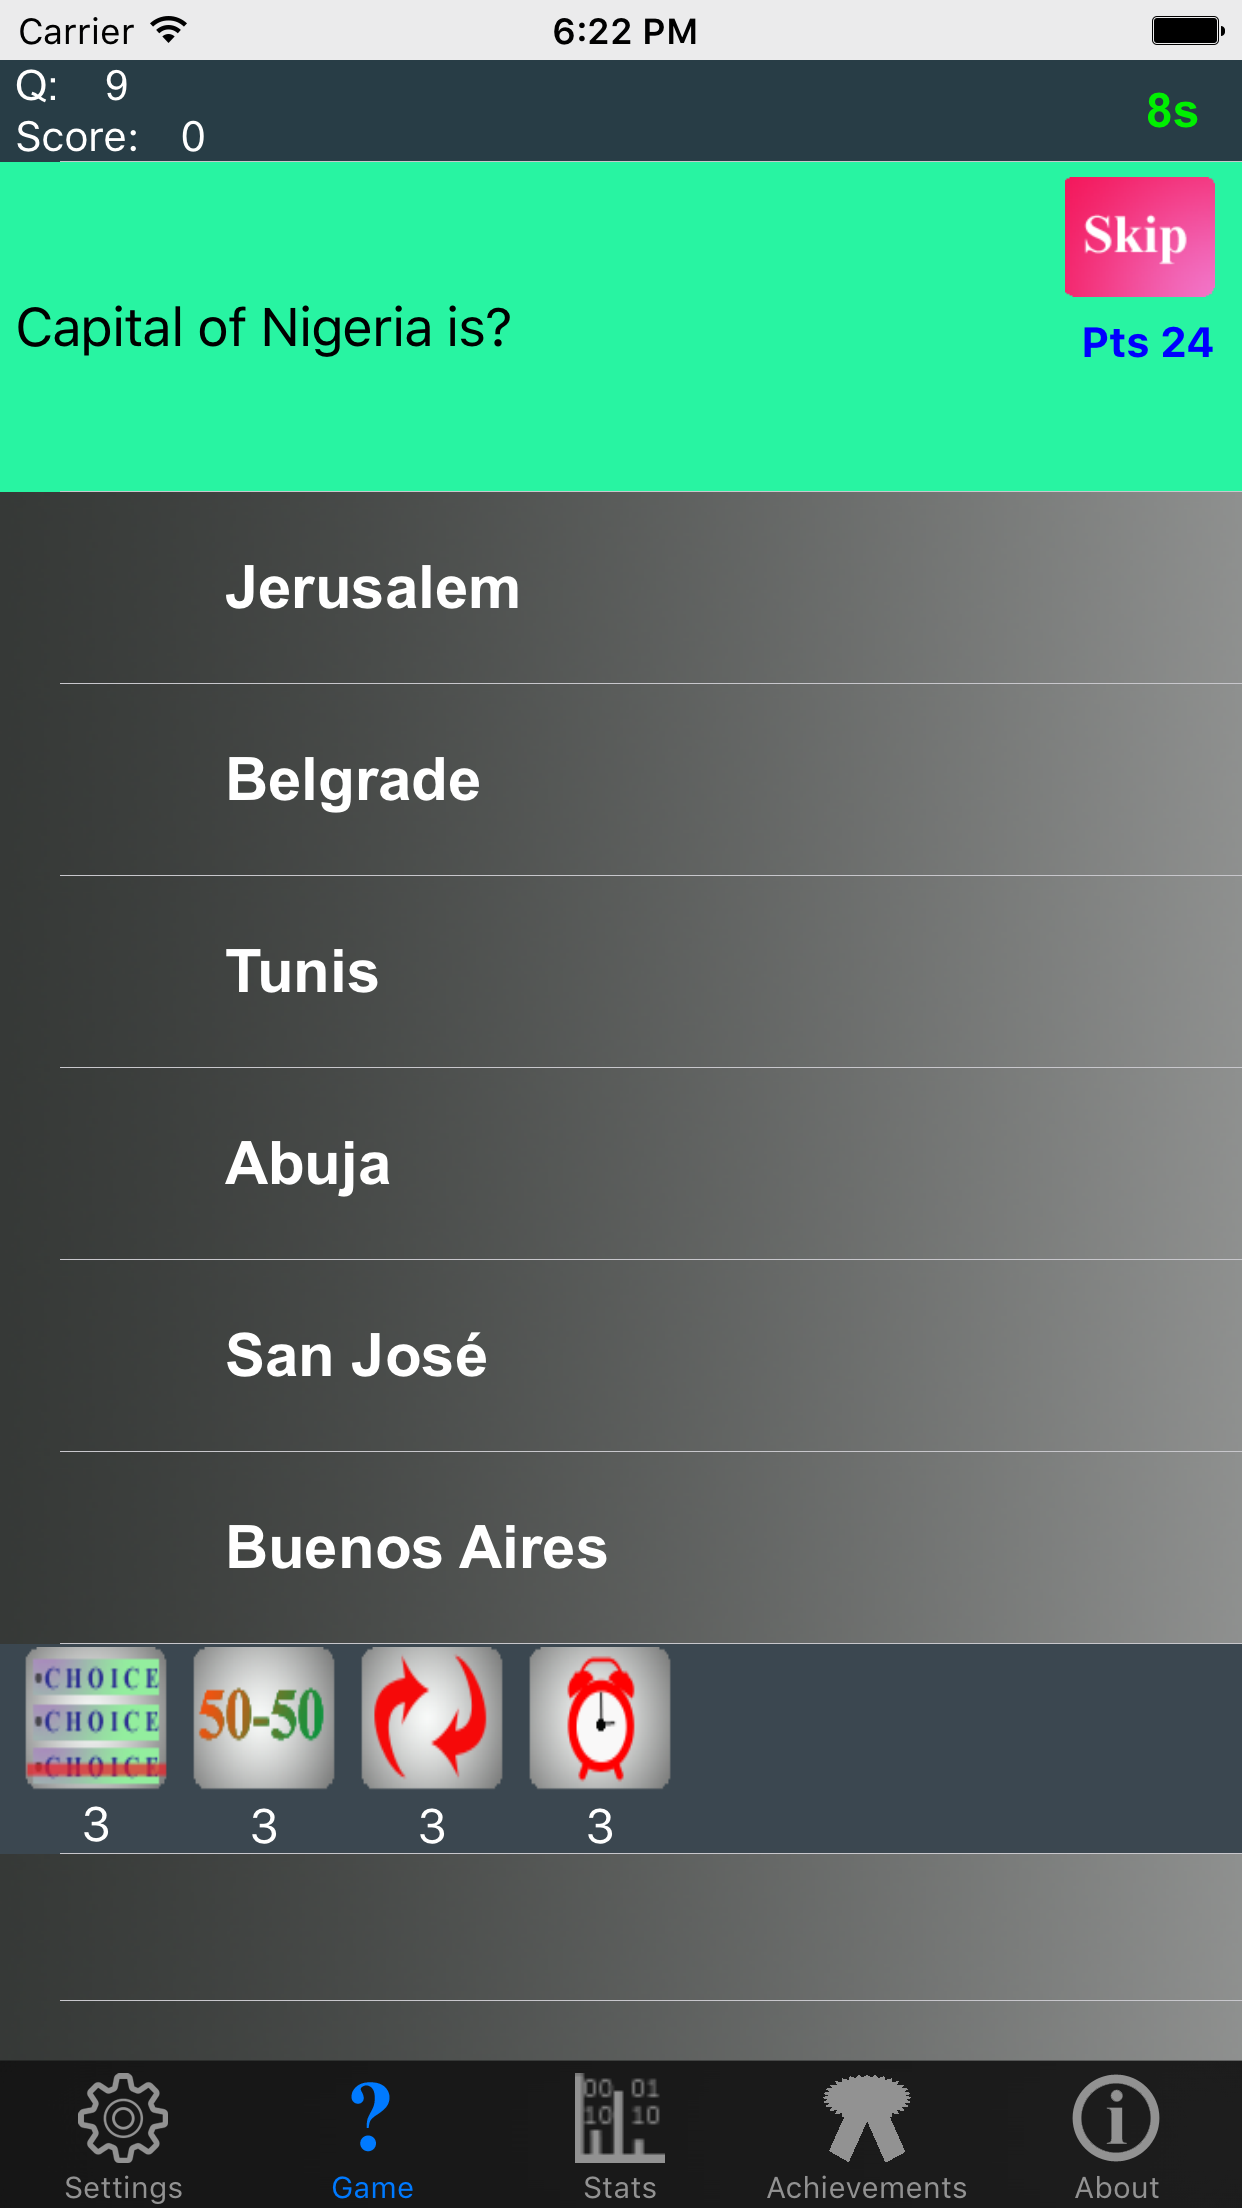 Carrier 6:22 PM
Q: 9
8s
Score: 0
Skip
Capital of Nigeria is?
Pts 24
Jerusalem
Belgrade
Tunis
Abuja
San José
Buenos Aires
•CHOICE
•CHOICE
•CHOICE
50-50
3 3 3 3
00 01
10 10
Settings Game Stats Achievements About